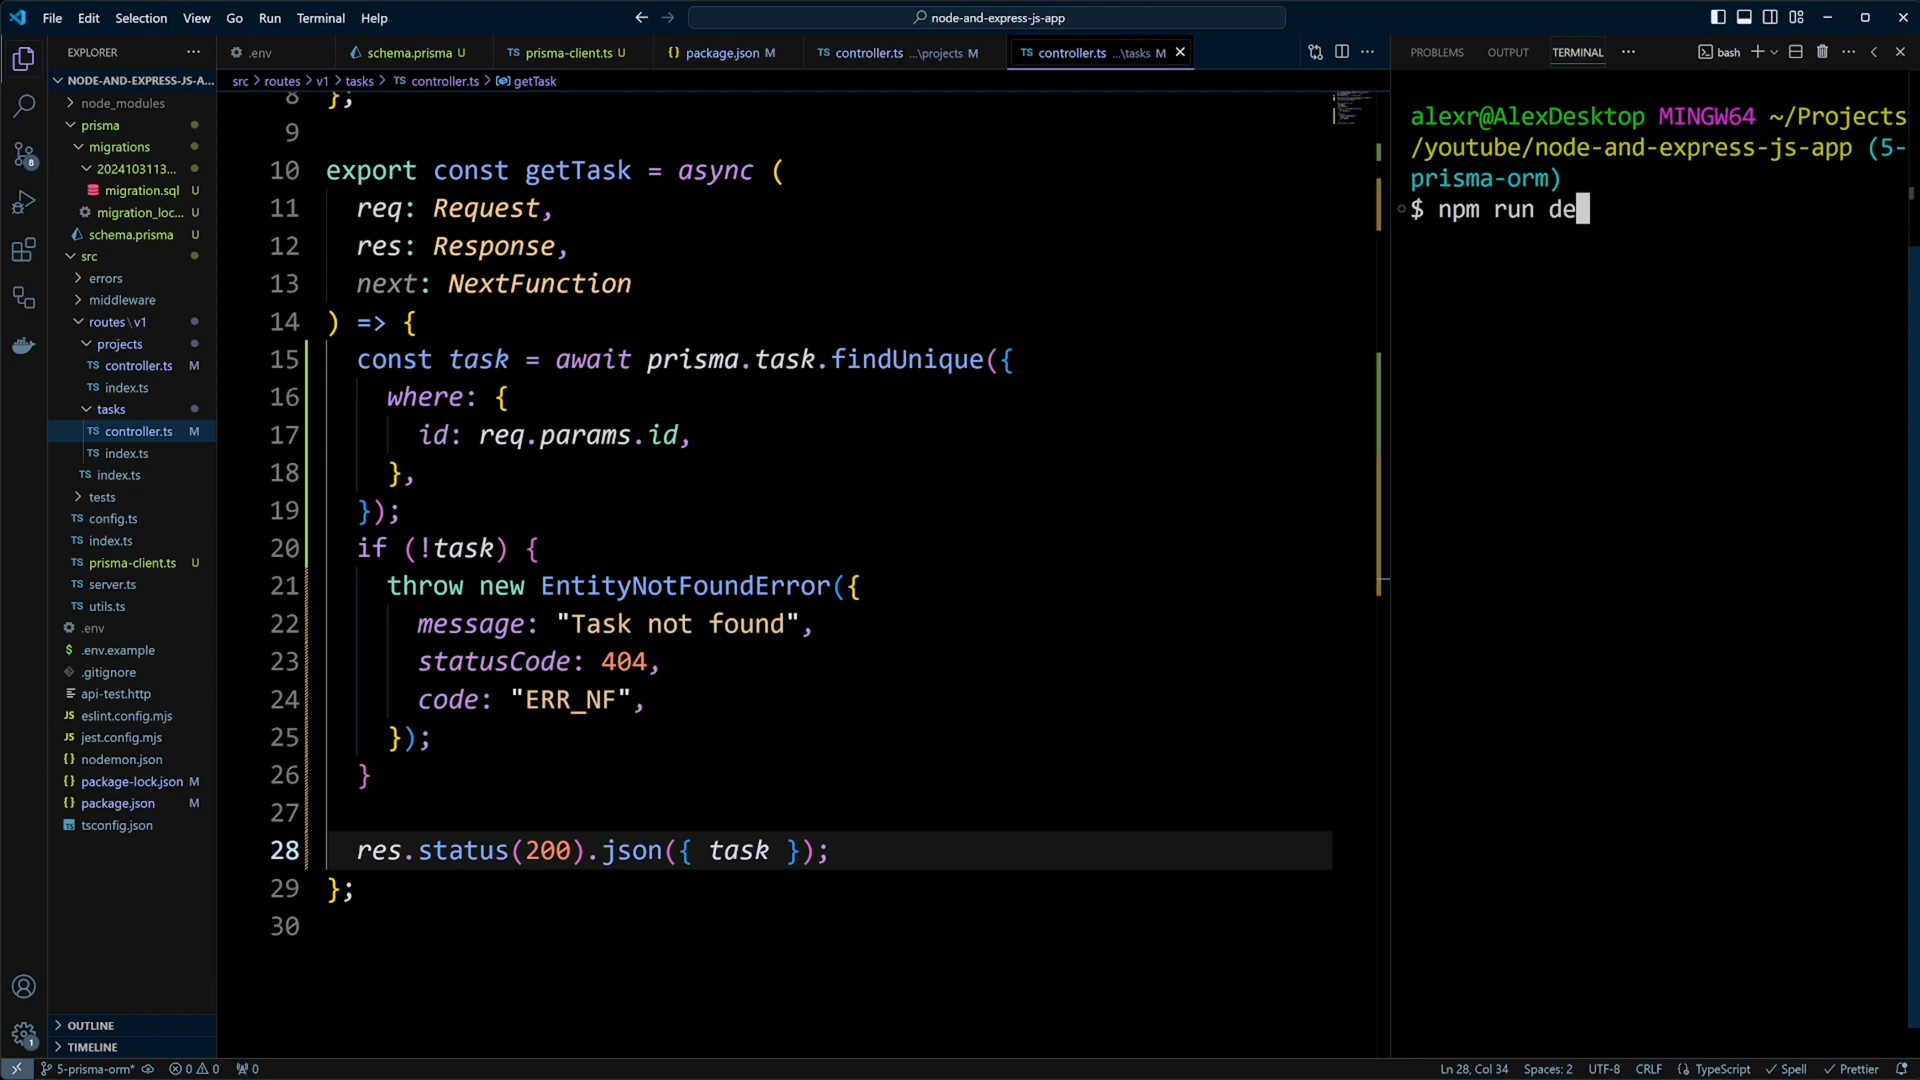 File Edit Selection View Go Run Terminal Help
node-and-express-js-app
EXPLORER
.env
schema.prisma U
prisma-client.ts U
package.json M
controller.ts ...\projects M
controller.ts ...\tasks M
PROBLEMS OUTPUT TERMINAL
bash
NODE-AND-EXPRESS-JS-A...
node_modules
prisma
migrations
2024103113...
migration.sql U
migration_loc... U
schema.prisma U
src
errors
middleware
routes\v1
projects
controller.ts M
index.ts
tasks
controller.ts M
index.ts
index.ts
tests
config.ts
index.ts
prisma-client.ts U
server.ts
utils.ts
.env
.env.example
.gitignore
api-test.http
eslint.config.mjs
jest.config.mjs
nodemon.json
package-lock.json M
package.json M
tsconfig.json
OUTLINE
TIMELINE
src > routes > v1 > tasks > TS controller.ts > getTask
8 };
9
10 export const getTask = async (
11 req: Request,
12 res: Response,
13 next: NextFunction
14 ) => {
15 const task = await prisma.task.findUnique({
16 where: {
17 id: req.params.id,
18 },
19 });
20 if (!task) {
21 throw new EntityNotFoundError({
22 message: "Task not found",
23 statusCode: 404,
24 code: "ERR_NF",
25 });
26 }
27
28 res.status(200).json({ task });
29 };
30
alexr@AlexDesktop MINGW64 ~/Projects
/youtube/node-and-express-js-app (5-
prisma-orm)
$ npm run de
5-prisma-orm* 0 0 0
Ln 28, Col 34 Spaces: 2 UTF-8 CRLF {} TypeScript Spell Prettier